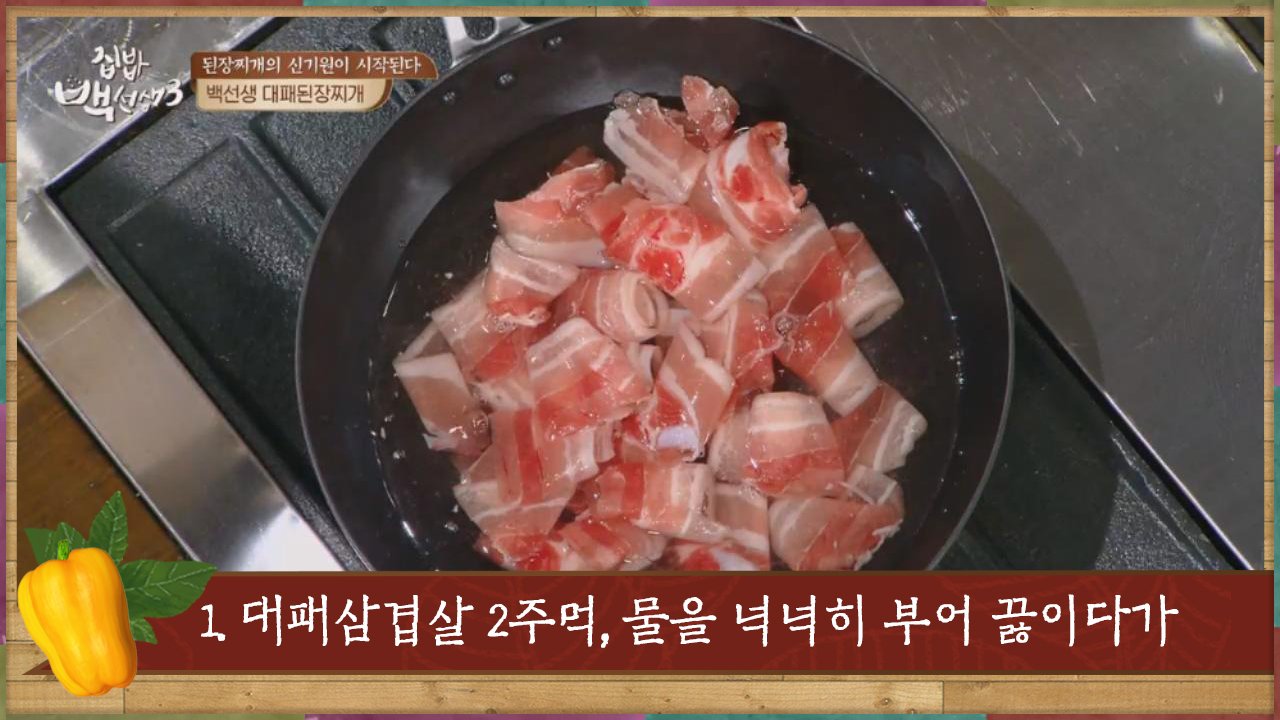 집밥
백선생3
된장찌개의 신기원이 시작된다
백선생 대패된장찌개
1. 대패삼겹살 2주먹, 물을 넉넉히 부어 끓이다가